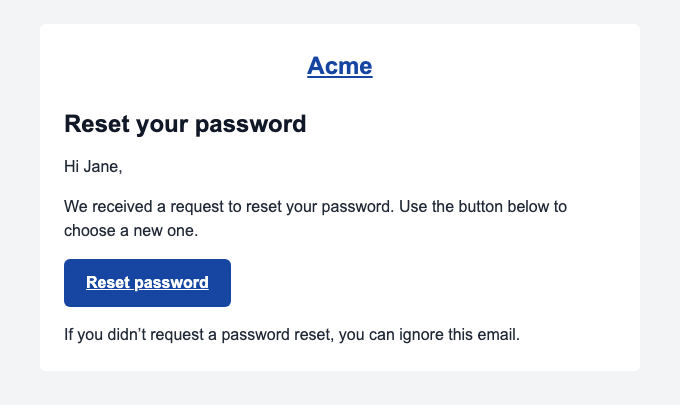 Acme
Reset your password
Hi Jane,
We received a request to reset your password. Use the button below to
choose a new one.
Reset password
If you didn’t request a password reset, you can ignore this email.